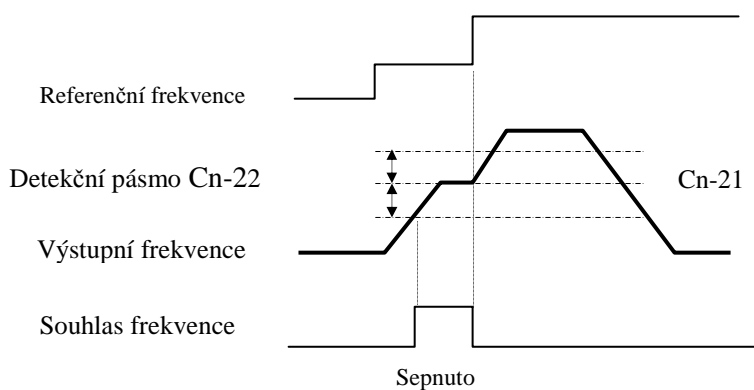 Referenční frekvence
Detekční pásmo Cn-22
Cn-21
Výstupní frekvence
Souhlas frekvence
Sepnuto